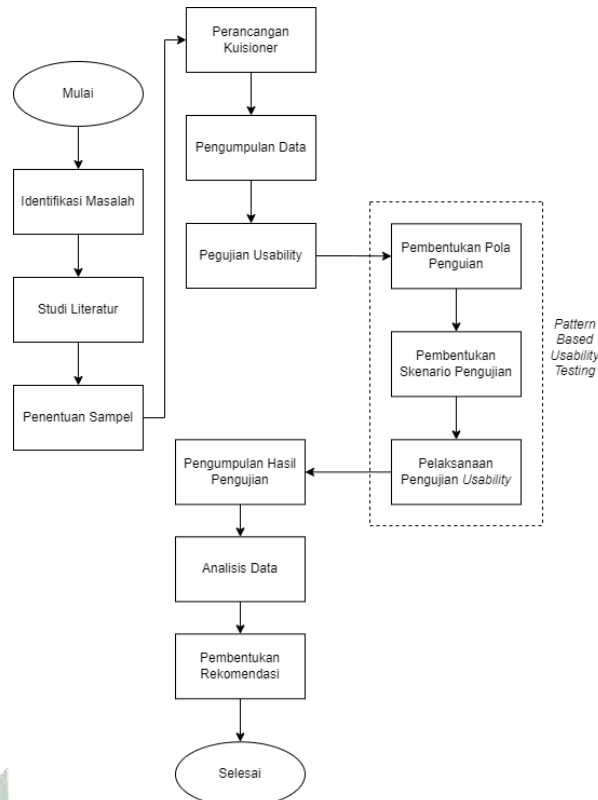 Mulai
Identifikasi Masalah
Studi Literatur
Penentuan Sampel
Perancangan
Kuisioner
Pengumpulan Data
Pegujian Usability
Pembentukan Pola
Penguian
Pembentukan
Skenario Pengujian
Pelaksanaan
Pengujian Usability
Pattern
Based
Usability
Testing
Pengumpulan Hasil
Pengujian
Analisis Data
Pembentukan
Rekomendasi
Selesai